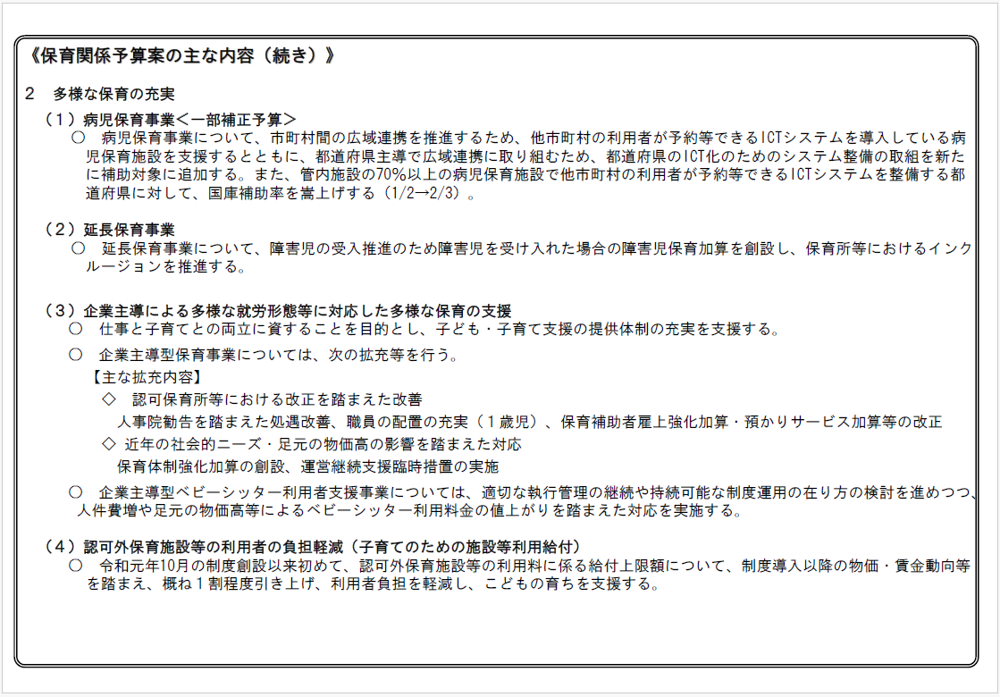 《保育関係予算案の主な内容（続き）》
２　多様な保育の充実
（１）病児保育事業＜一部補正予算＞
〇　病児保育事業について、市町村間の広域連携を推進するため、他市町村の利用者が予約等できるICTシステムを導入している病
児保育施設を支援するとともに、都道府県主導で広域連携に取り組むため、都道府県のICT化のためのシステム整備の取組を新た
に補助対象に追加する。また、管内施設の70％以上の病児保育施設で他市町村の利用者が予約等できるICTシステムを整備する都
道府県に対して、国庫補助率を嵩上げする（1/2→2/3）。
（２）延長保育事業
〇　延長保育事業について、障害児の受入推進のため障害児を受け入れた場合の障害児保育加算を創設し、保育所等におけるインク
ルージョンを推進する。
（３）企業主導による多様な就労形態等に対応した多様な保育の支援
〇　仕事と子育てとの両立に資することを目的とし、子ども・子育て支援の提供体制の充実を支援する。
〇　企業主導型保育事業については、次の拡充等を行う。
【主な拡充内容】
◇　認可保育所等における改正を踏まえた改善
人事院勧告を踏まえた処遇改善、職員の配置の充実（１歳児）、保育補助者雇上強化加算・預かりサービス加算等の改正
◇ 近年の社会的ニーズ・足元の物価高の影響を踏まえた対応
保育体制強化加算の創設、運営継続支援臨時措置の実施
〇　企業主導型ベビーシッター利用者支援事業については、適切な執行管理の継続や持続可能な制度運用の在り方の検討を進めつつ、
人件費増や足元の物価高等によるベビーシッター利用料金の値上がりを踏まえた対応を実施する。
（４）認可外保育施設等の利用者の負担軽減（子育てのための施設等利用給付）
〇　令和元年10月の制度創設以来初めて、認可外保育施設等の利用料に係る給付上限額について、制度導入以降の物価・賃金動向等
を踏まえ、概ね１割程度引き上げ、利用者負担を軽減し、こどもの育ちを支援する。